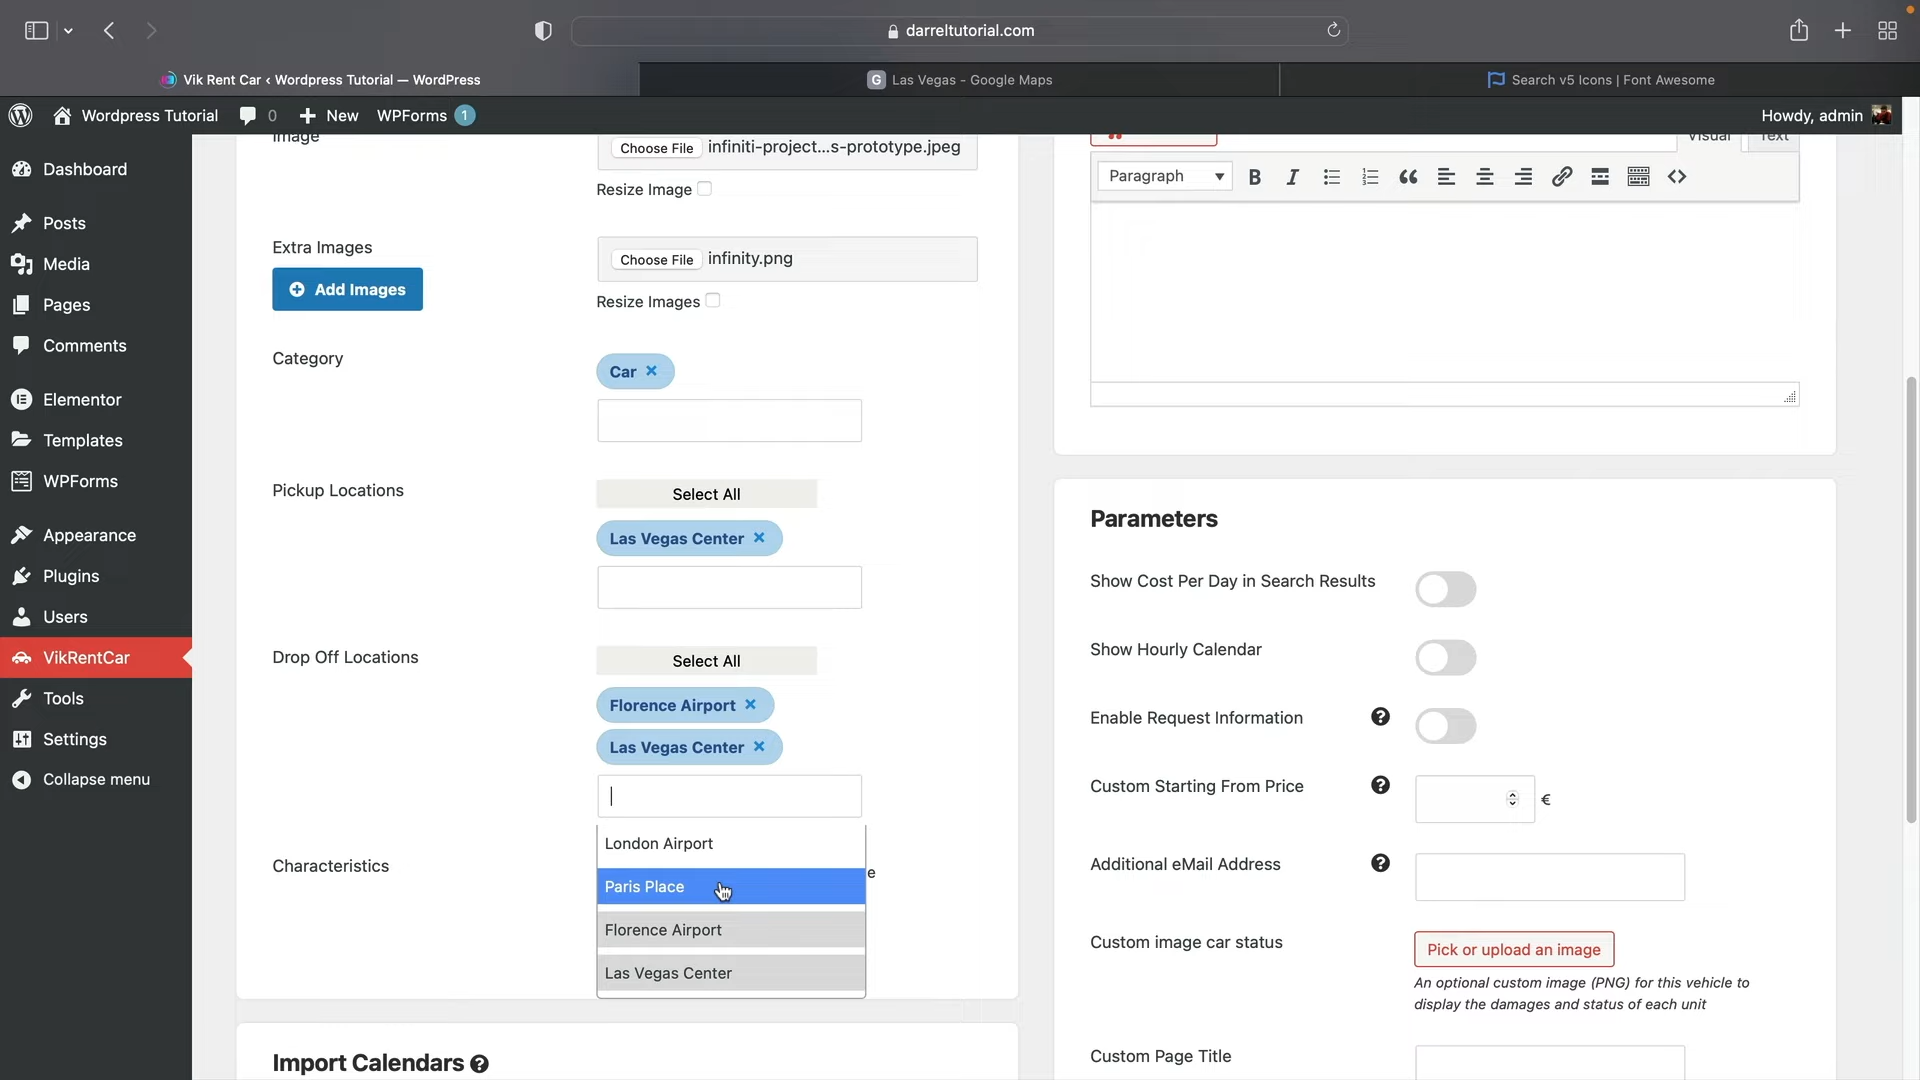 darreltutorial.com
Vik Rent Car ‹ Wordpress Tutorial — WordPress
G Las Vegas - Google Maps
Search v5 Icons | Font Awesome
Wordpress Tutorial 0 New WPForms 1
Howdy, admin
Dashboard
Posts
Media
Pages
Comments
Elementor
Templates
WPForms
Appearance
Plugins
Users
VikRentCar
Tools
Settings
Collapse menu
Image
Choose File infiniti-project...s-prototype.jpeg
Resize Image
Extra Images
Choose File infinity.png
Add Images
Resize Images
Category
Car ×
Pickup Locations
Select All
Las Vegas Center ×
Drop Off Locations
Select All
Florence Airport ×
Las Vegas Center ×
London Airport
Paris Place
Florence Airport
Las Vegas Center
Characteristics
e
Import Calendars ?
Visual Text
Paragraph
B I
Parameters
Show Cost Per Day in Search Results
Show Hourly Calendar
Enable Request Information ?
Custom Starting From Price ? €
Additional eMail Address ?
Custom image car status
Pick or upload an image
An optional custom image (PNG) for this vehicle to
display the damages and status of each unit
Custom Page Title